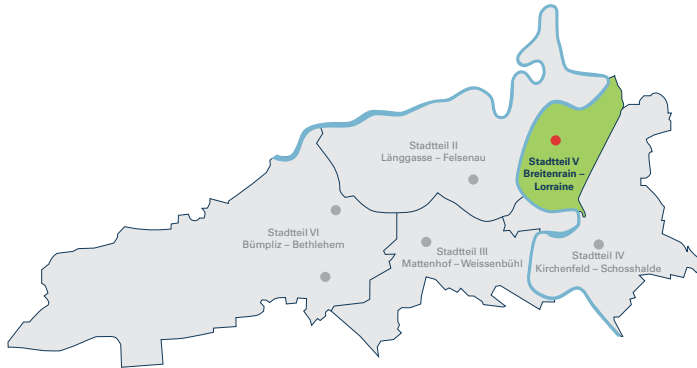 Stadtteil II
Länggasse – Felsenau
Stadtteil V
Breitenrain –
Lorraine
Stadtteil VI
Bümpliz – Bethlehem
Stadtteil III
Mattenhof – Weissenbühl
Stadtteil IV
Kirchenfeld – Schosshalde